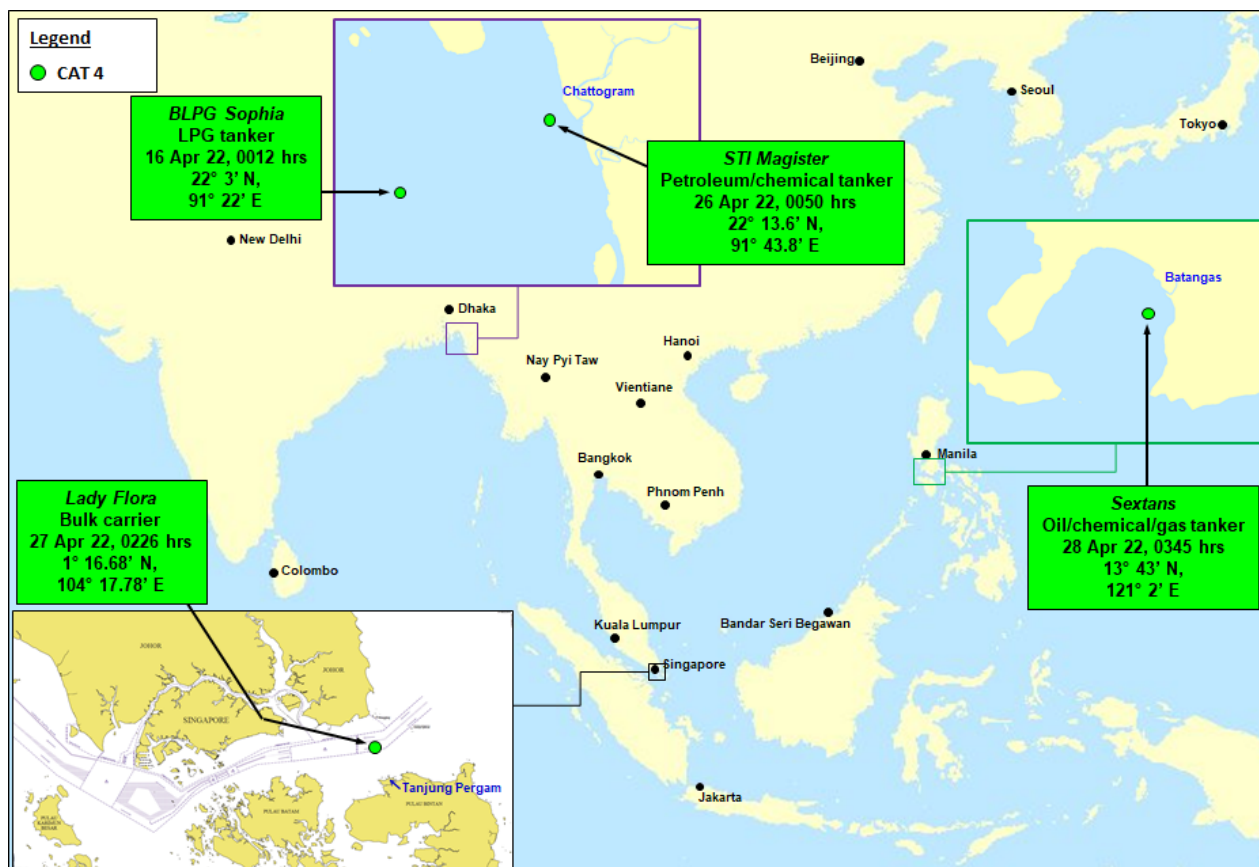 Legend
CAT 4
BLPG Sophia
LPG tanker
16 Apr 22, 0012 hrs
22° 3’ N,
91° 22’ E
Chattogram
STI Magister
Petroleum/chemical tanker
26 Apr 22, 0050 hrs
22° 13.6’ N,
91° 43.8’ E
Beijing
Seoul
Tokyo
New Delhi
Dhaka
Hanoi
Nay Pyi Taw
Vientiane
Batangas
Bangkok
Manila
Phnom Penh
Lady Flora
Bulk carrier
27 Apr 22, 0226 hrs
1° 16.68’ N,
104° 17.78’ E
Sextans
Oil/chemical/gas tanker
28 Apr 22, 0345 hrs
13° 43’ N,
121° 2’ E
Colombo
Kuala Lumpur
Bandar Seri Begawan
Singapore
Jakarta
JOHOR
JOHOR
SINGAPORE
Tanjung Pergam
PULAU BATAM
PULAU BINTAN
PULAU
KARIMUN
BESAR